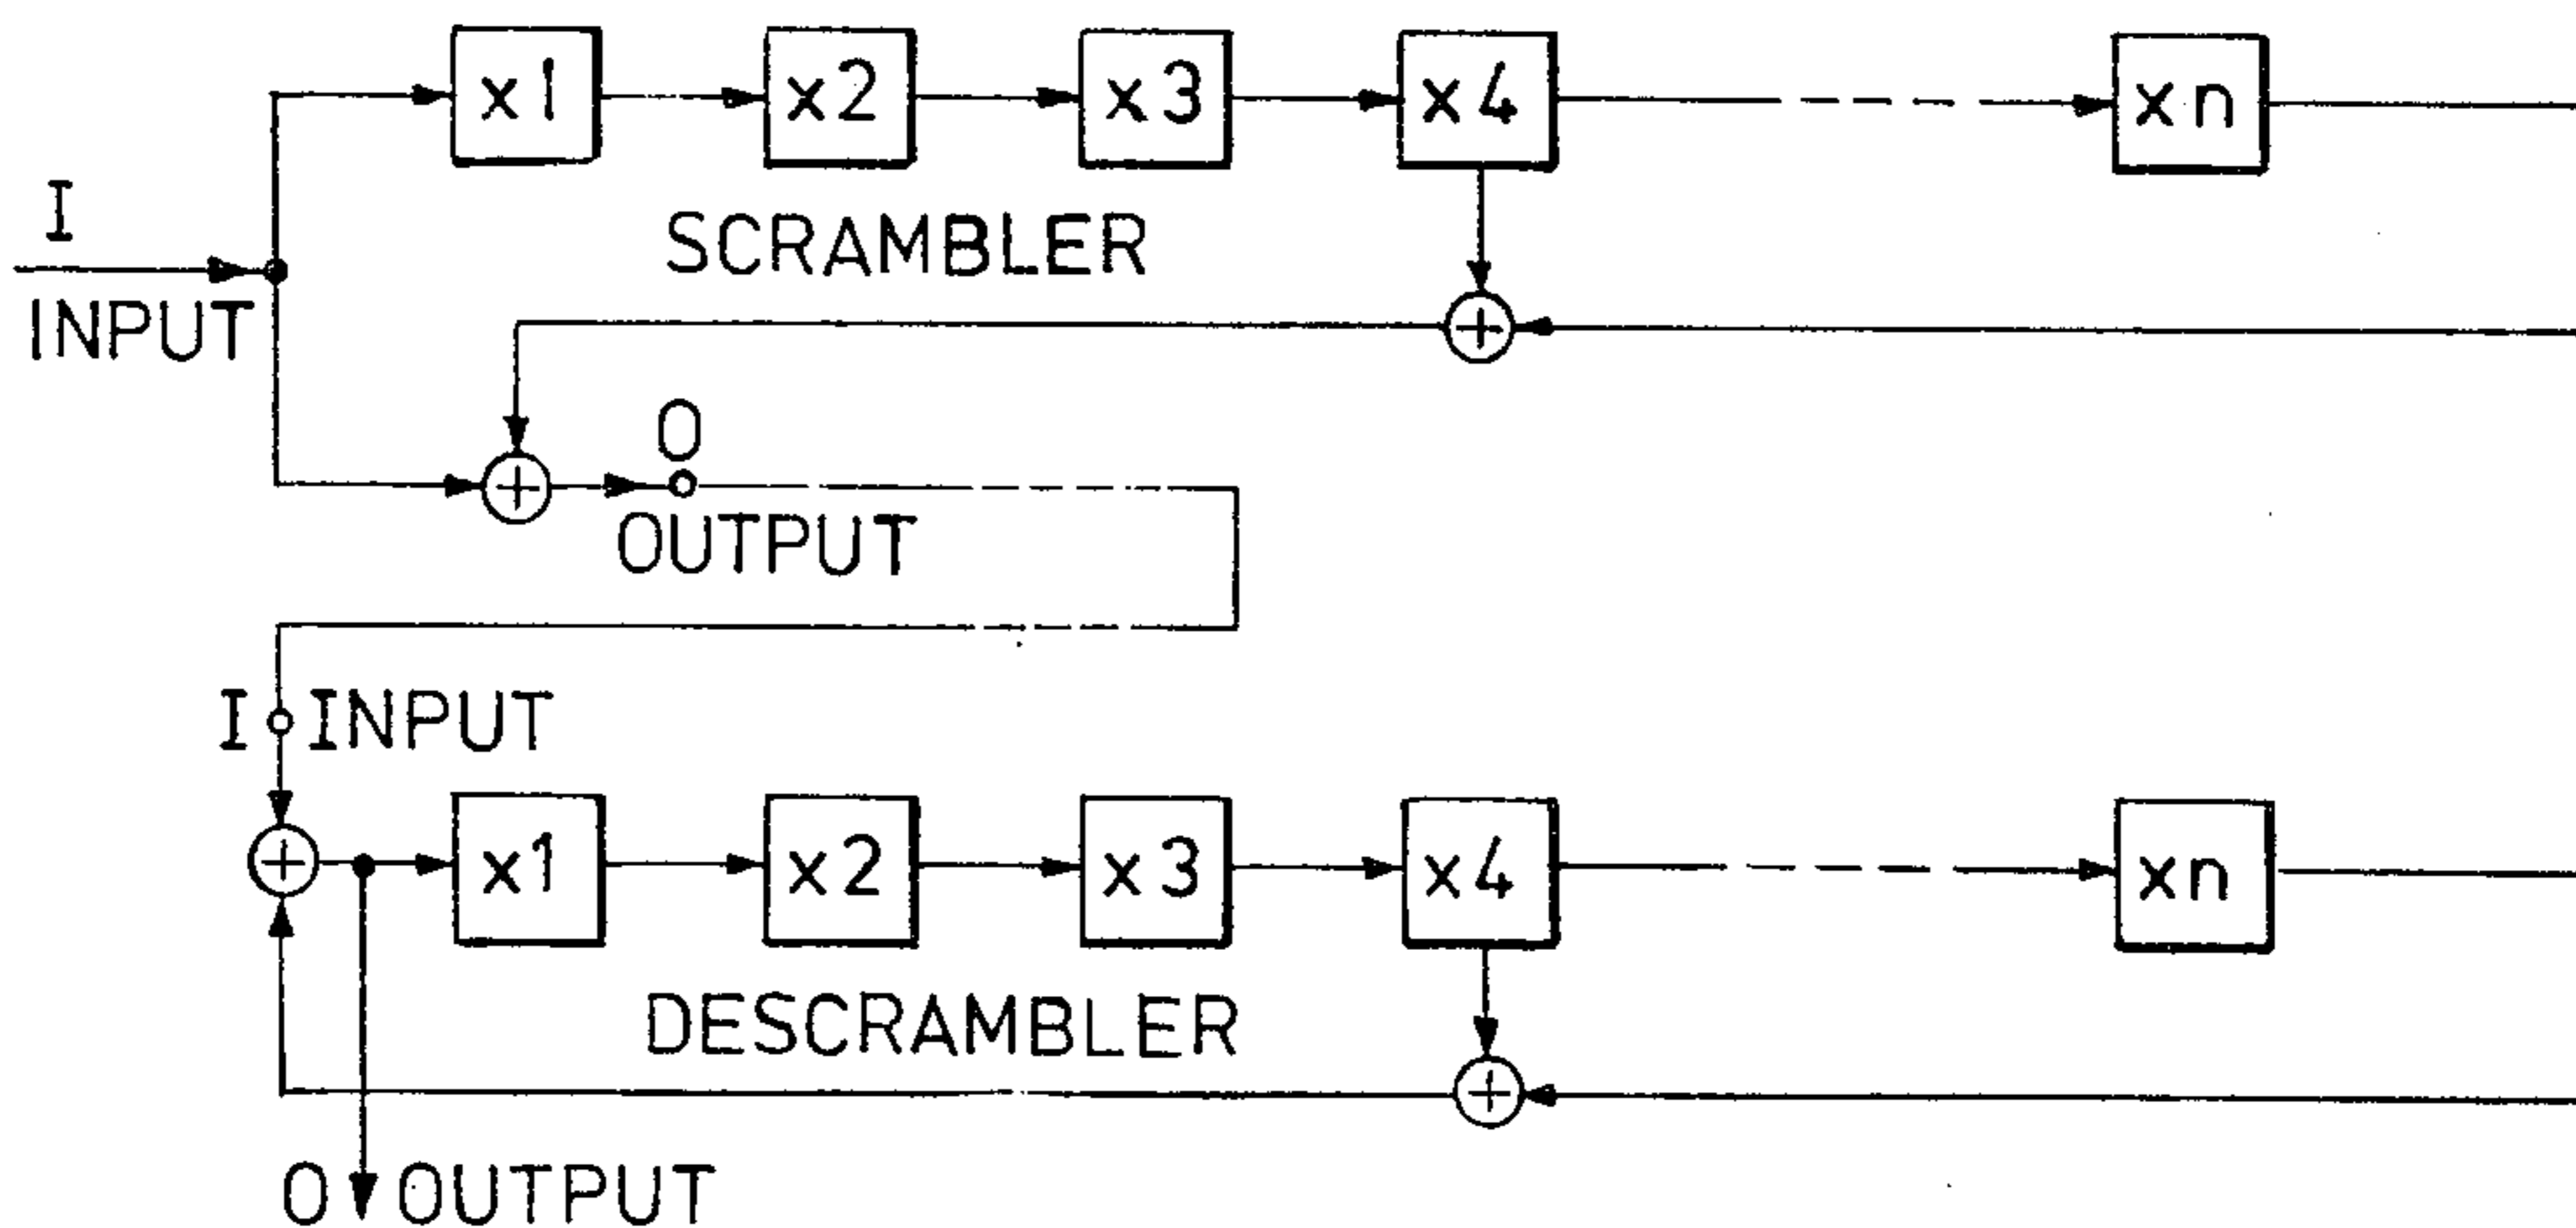 x1 x2 x3 x4 xn
I
SCRAMBLER
INPUT
O
OUTPUT
I INPUT
x1 x2 x3 x4 xn
DESCRAMBLER
O OUTPUT